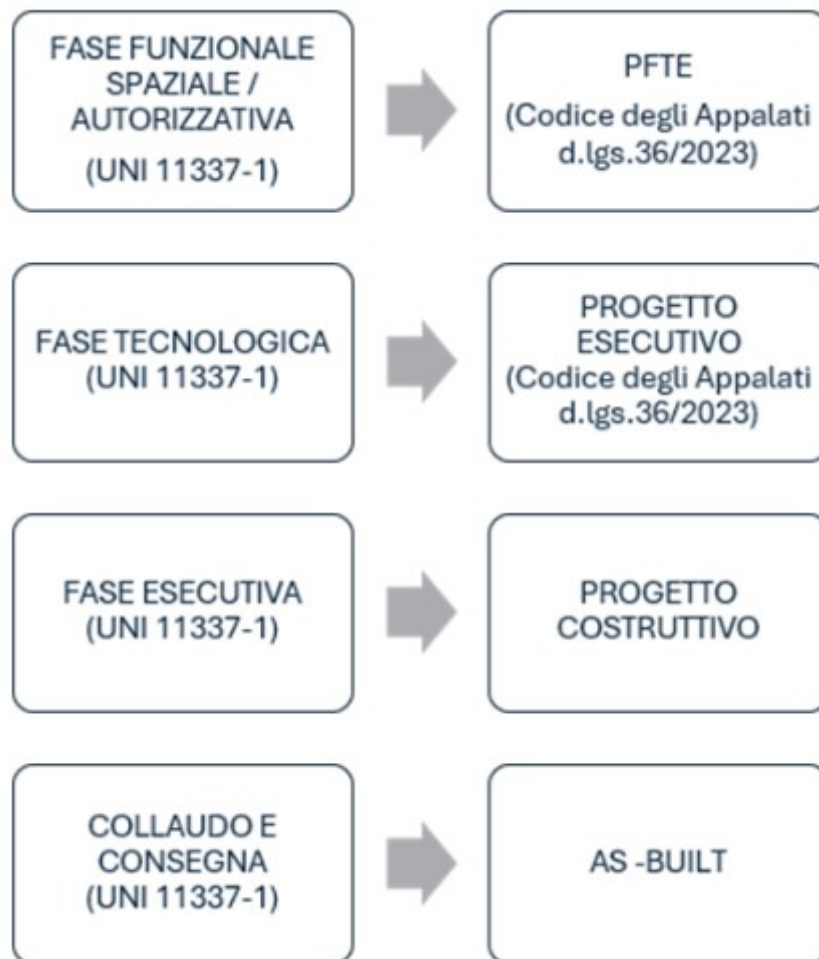 FASE FUNZIONALE
SPAZIALE /
AUTORIZZATIVA
(UNI 11337-1)
PFTE
(Codice degli Appalati
d.lgs.36/2023)
FASE TECNOLOGICA
(UNI 11337-1)
PROGETTO
ESECUTIVO
(Codice degli Appalati
d.lgs.36/2023)
FASE ESECUTIVA
(UNI 11337-1)
PROGETTO
COSTRUTTIVO
COLLAUDO E
CONSEGNA
(UNI 11337-1)
AS -BUILT